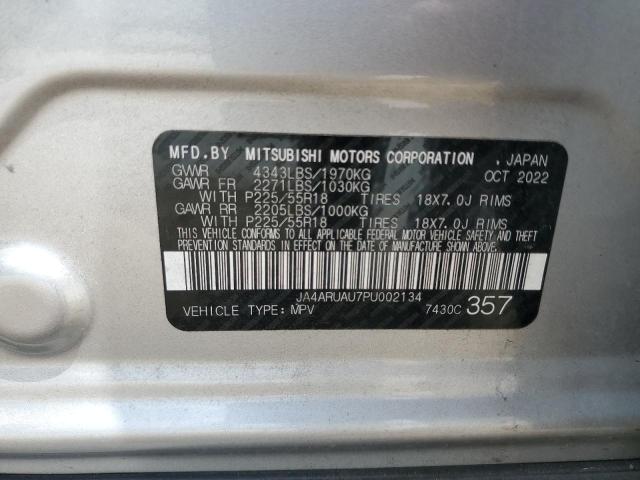 MFD.BY MITSUBISHI MOTORS CORPORATION , JAPAN
GVWR 4343LBS/1970KG OCT 2022
GAWR FR 2271LBS/1030KG
WITH P225/55R18 TIRES 18X7.0J RIMS
GAWR RR 2205LBS/1000KG
WITH P225/55R18 TIRES 18X7.0J RIMS
THIS VEHICLE CONFORMS TO ALL APPLICABLE FEDERAL MOTOR VEHICLE SAFETY AND THEFT
PREVENTION STANDARDS IN EFFECT ON THE DATE OF MANUFACTURE SHOWN ABOVE.
JA4ARUAU7PU002134
VEHICLE TYPE: MPV 7430C 357